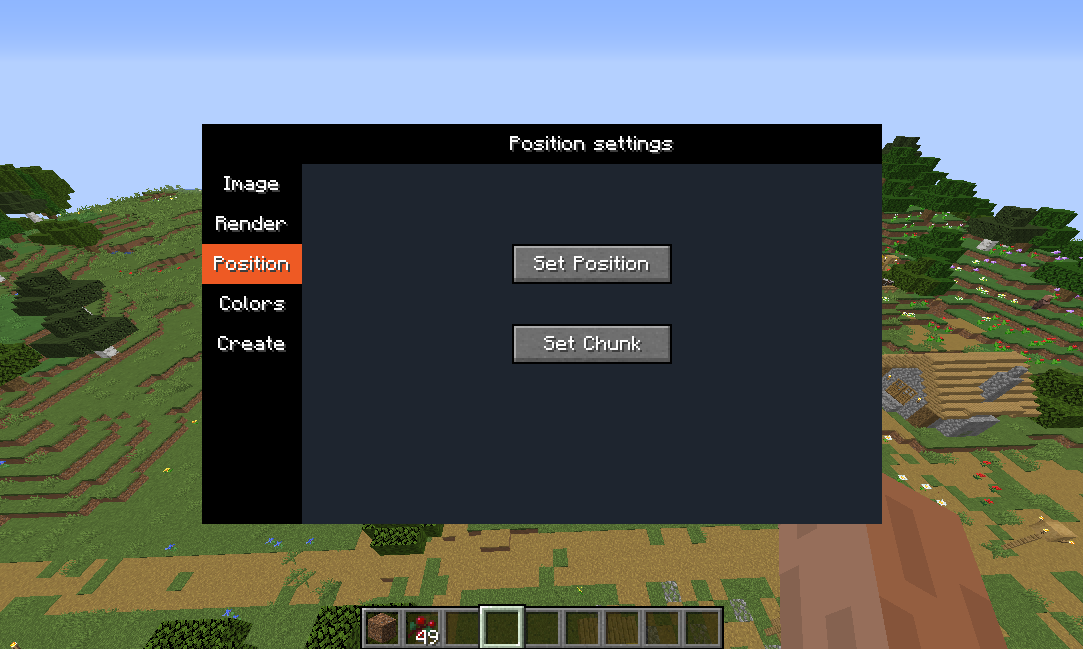 Position settings
Image
Render
Position
Set Position
Colors
Create
Set Chunk
49